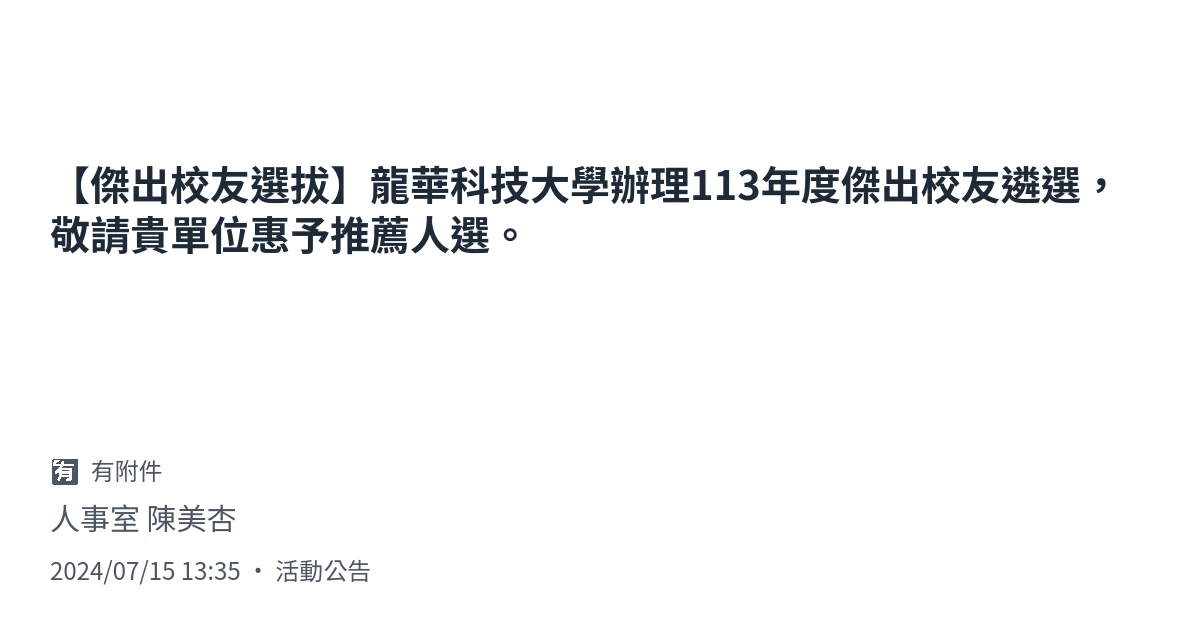 【傑出校友選拔】龍華科技大學辦理113年度傑出校友遴選，
敬請貴單位惠予推薦人選。
有 有附件
人事室 陳美杏
2024/07/15 13:35 • 活動公告